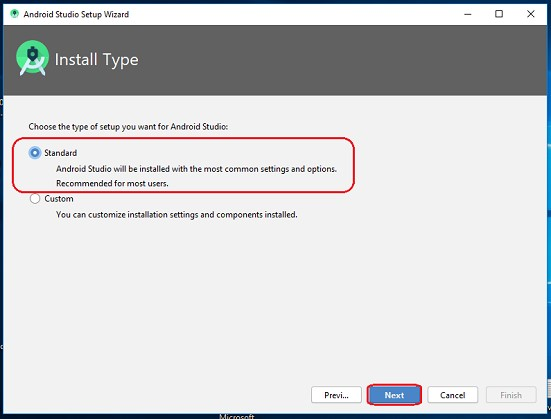 Android Studio Setup Wizard
Install Type
Choose the type of setup you want for Android Studio:
Standard
Android Studio will be installed with the most common settings and options.
Recommended for most users.
Custom
You can customize installation settings and components installed.
Previ...
Next
Cancel
Finish
Microsoft